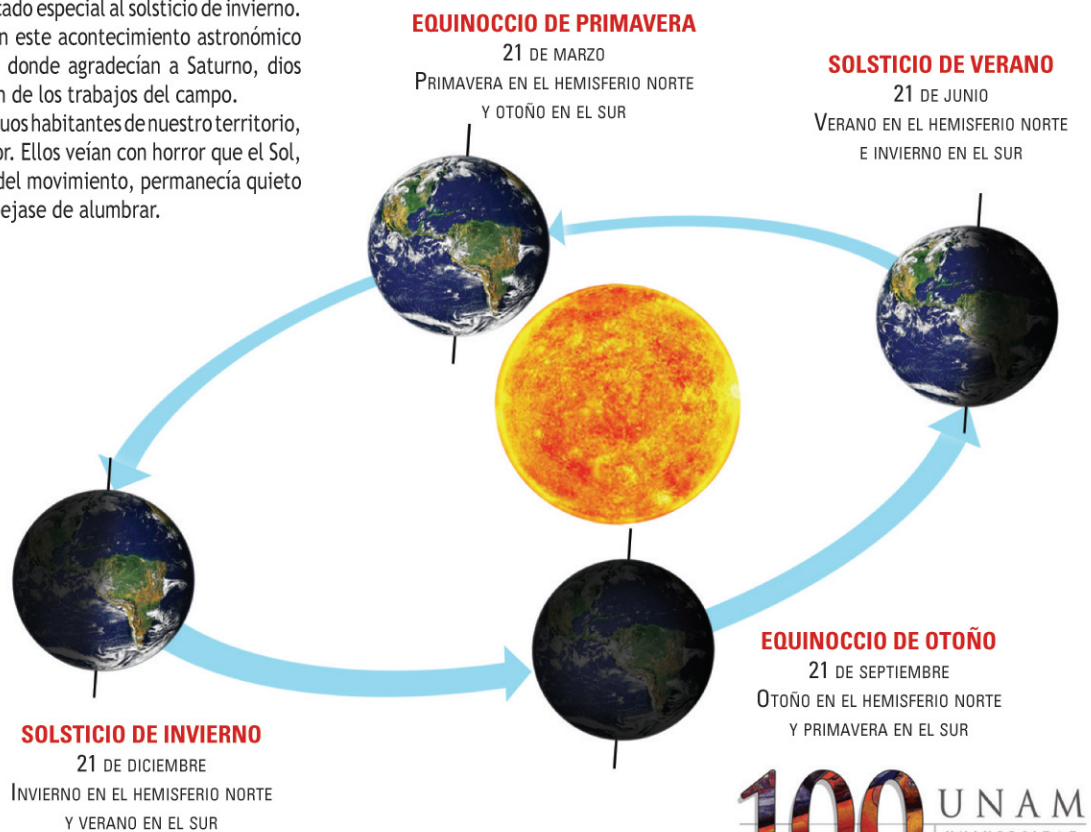 cado especial al solsticio de invierno.
n este acontecimiento astronómico
donde agradecían a Saturno, dios
n de los trabajos del campo.
uos habitantes de nuestro territorio,
or. Ellos veían con horror que el Sol,
del movimiento, permanecía quieto
ejase de alumbrar.
EQUINOCCIO DE PRIMAVERA
21 DE MARZO
PRIMAVERA EN EL HEMISFERIO NORTE
Y OTOÑO EN EL SUR
SOLSTICIO DE VERANO
21 DE JUNIO
VERANO EN EL HEMISFERIO NORTE
E INVIERNO EN EL SUR
EQUINOCCIO DE OTOÑO
21 DE SEPTIEMBRE
OTOÑO EN EL HEMISFERIO NORTE
Y PRIMAVERA EN EL SUR
SOLSTICIO DE INVIERNO
21 DE DICIEMBRE
INVIERNO EN EL HEMISFERIO NORTE
Y VERANO EN EL SUR
100 UNAM